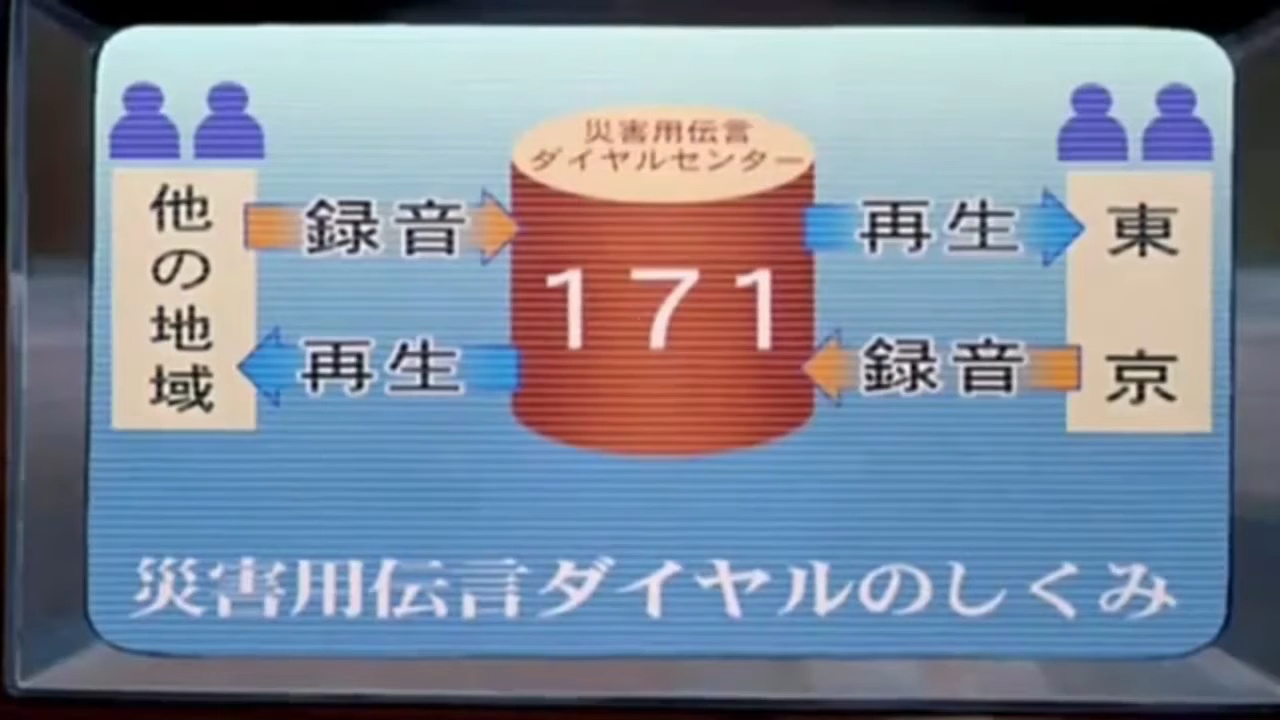 災害用伝言
ダイヤルセンター
他の地域
録音
171
再生
東京
再生
録音
災害用伝言ダイヤルのしくみ